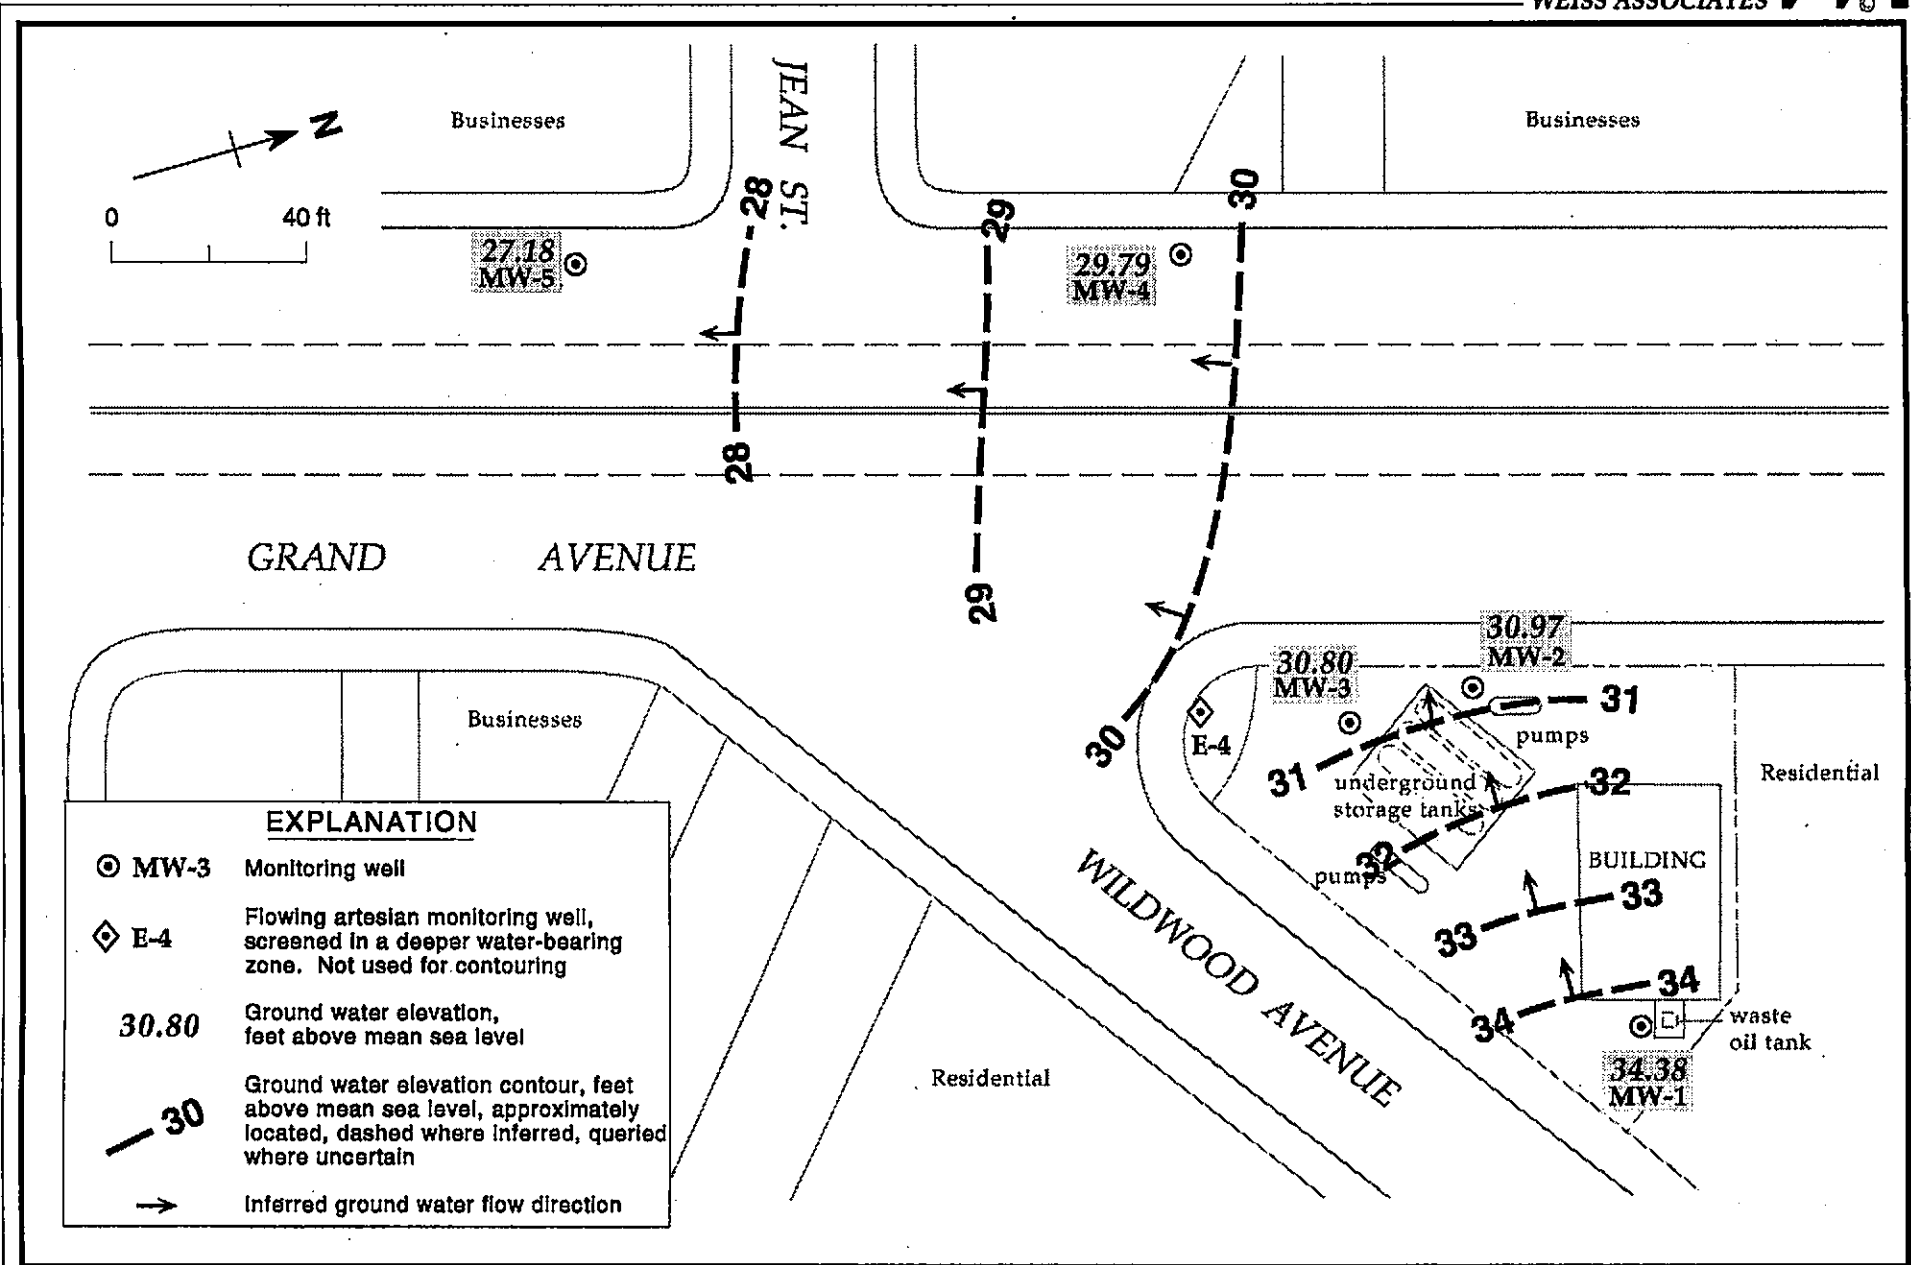 WEISS ASSOCIATES
©
Businesses
JEAN ST.
Businesses
N
0 40 ft
28
29
30
27.18
MW-5
29.79
MW-4
28
GRAND AVENUE
29
30
30.97
MW-2
30.80
MW-3
31
pumps
E-4
31
Businesses
underground
storage tanks
32
32
pumps
BUILDING
Residential
33
33
34
34
waste
oil tank
34.38
MW-1
WILDWOOD AVENUE
Residential
EXPLANATION
MW-3 Monitoring well
E-4 Flowing artesian monitoring well,
screened in a deeper water-bearing
zone. Not used for contouring
30.80 Ground water elevation,
feet above mean sea level
30 Ground water elevation contour, feet
above mean sea level, approximately
located, dashed where inferred, queried
where uncertain
Inferred ground water flow direction